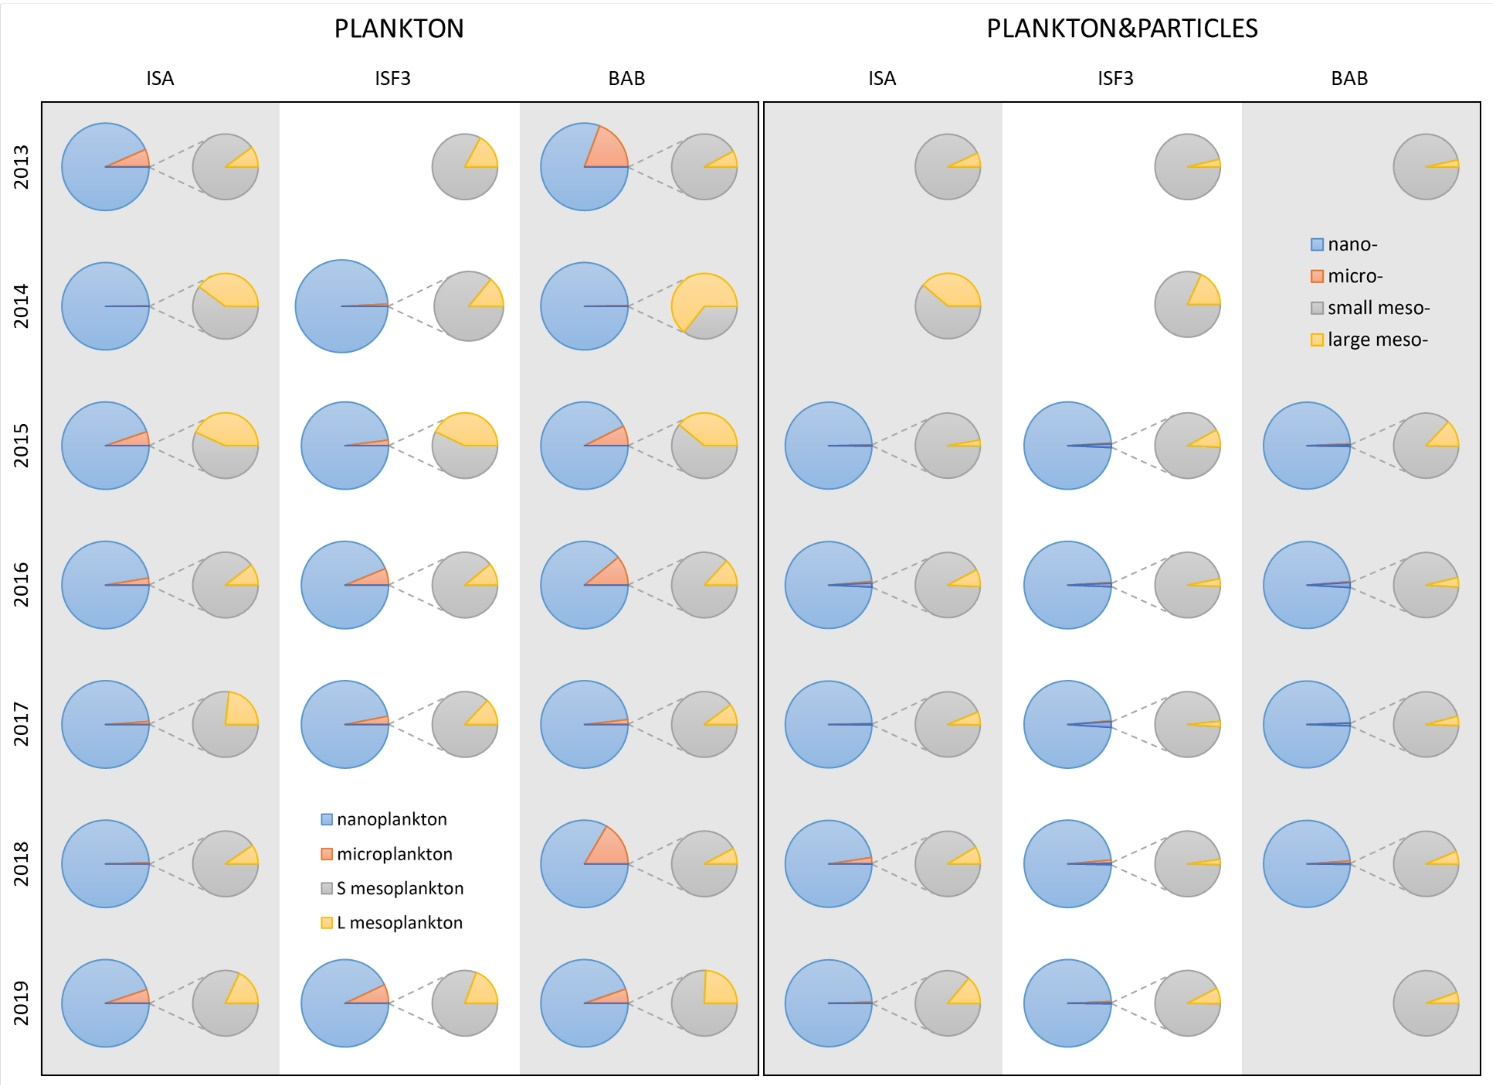 PLANKTON
PLANKTON&PARTICLES
ISA
ISF3
BAB
ISA
ISF3
BAB
2013
2014
nano-
micro-
small meso-
large meso-
2015
2016
2017
2018
nanoplankton
microplankton
S mesoplankton
L mesoplankton
2019